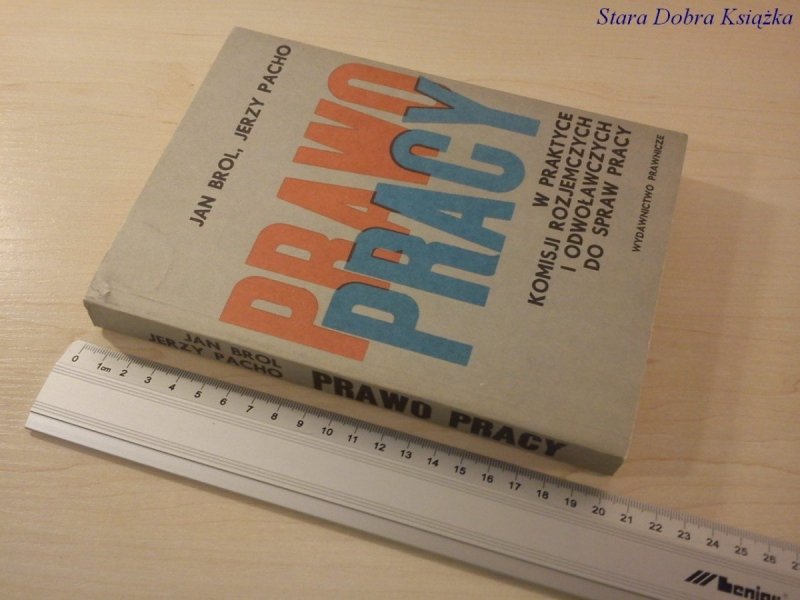 Stara Dobra Książka
JAN BROL, JERZY PACHO
PRAWO
PRACY
W PRAKTYCE
KOMISJI ROZJEMCZYCH
I ODWOŁAWCZYCH
DO SPRAW PRACY
WYDAWNICTWO PRAWNICZE
JAN BROL
JERZY PACHO
PRAWO PRACY
0 1cm 2 3 4 5 6 7 8 9 10 11 12 13 14 15 16 17 18 19 20 21 22 23 24 25 26